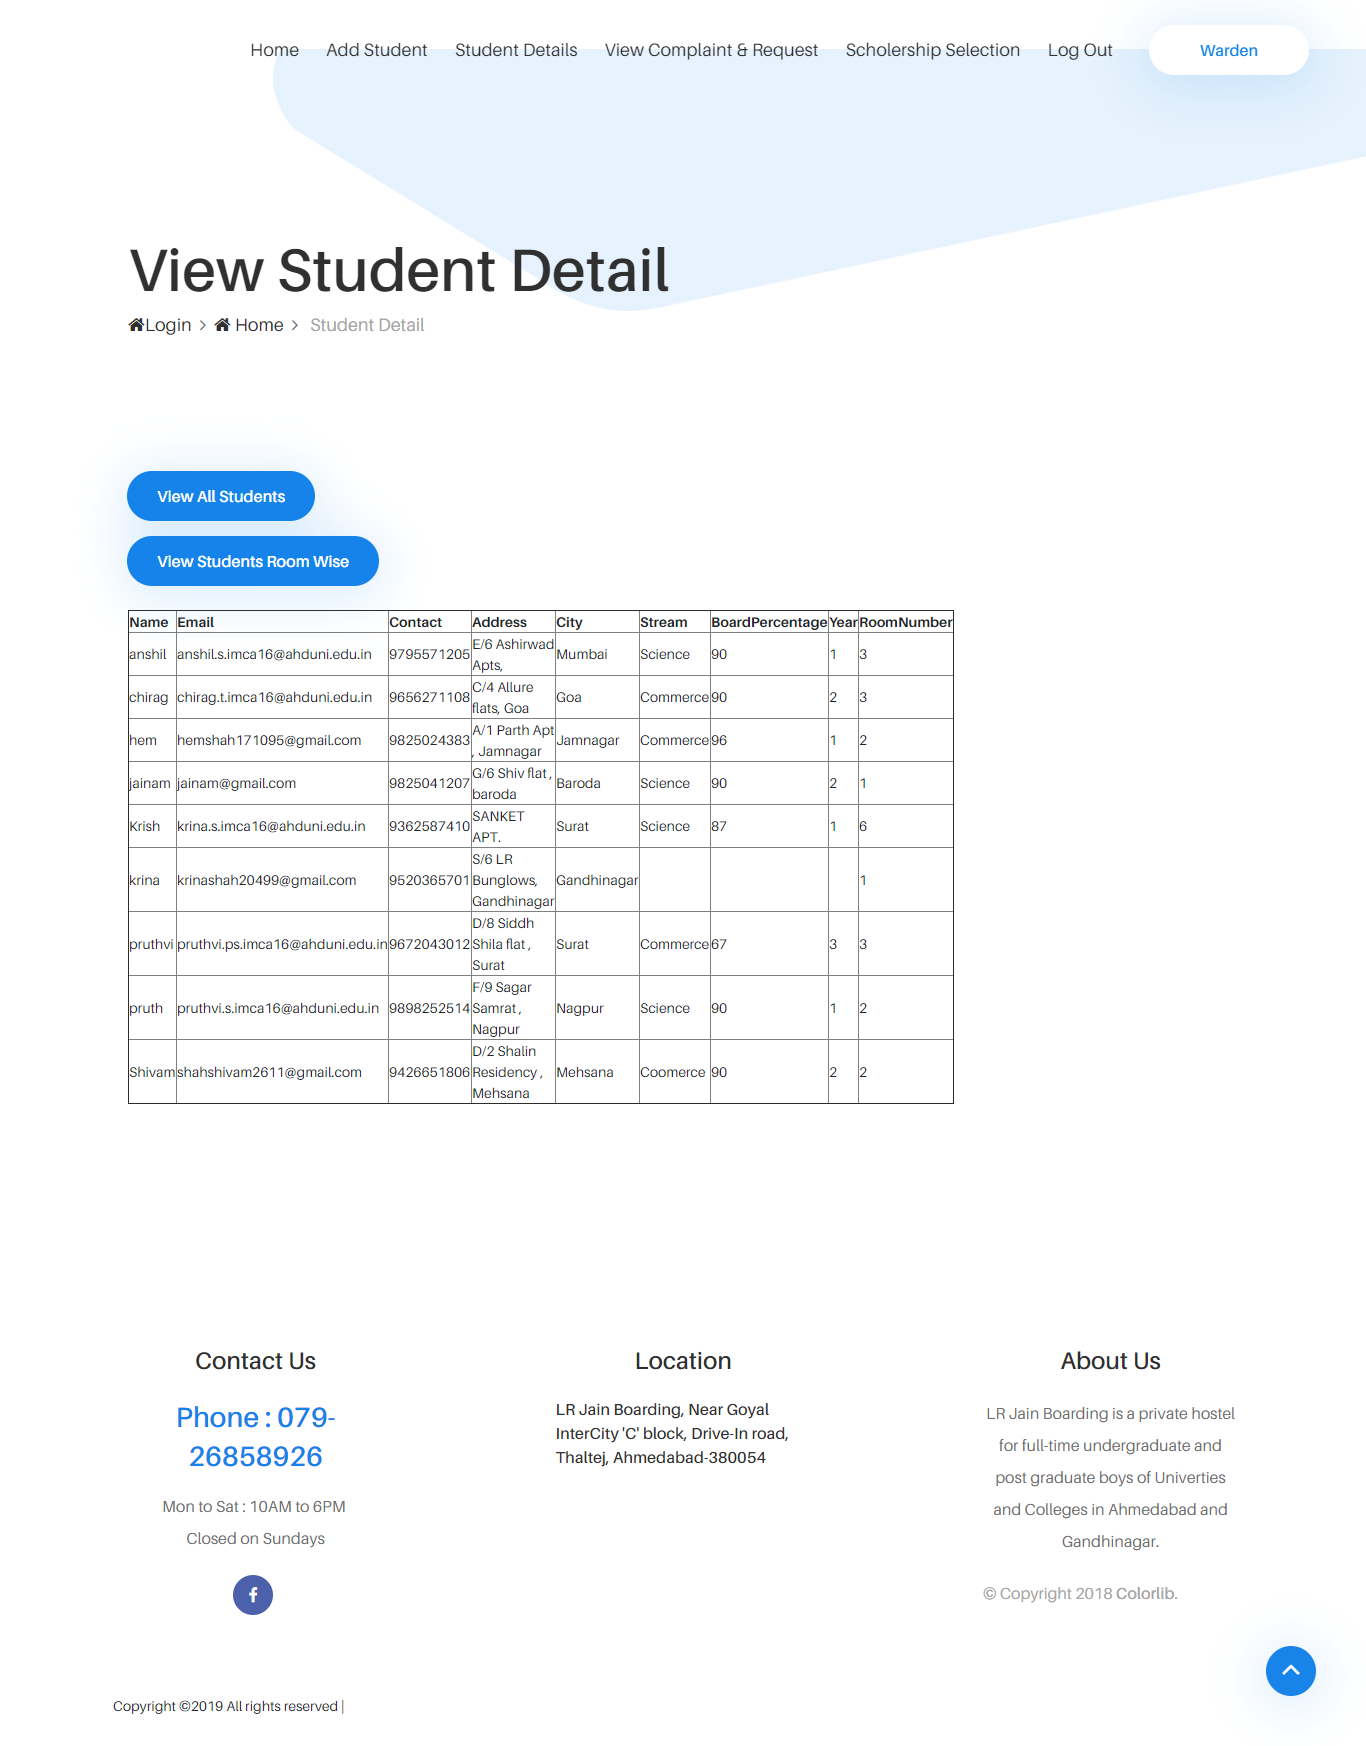 Home Add Student Student Details View Complaint & Request Scholership Selection Log Out Warden
View Student Detail
Login > Home > Student Detail
View All Students
View Students Room Wise
Name Email Contact Address City Stream BoardPercentage Year RoomNumber
anshil anshil.s.imca16@ahduni.edu.in 9795571205 E/6 Ashirwad Apts, Mumbai Science 90 1 3
chirag chirag.t.imca16@ahduni.edu.in 9656271108 C/4 Allure flats, Goa Goa Commerce 90 2 3
hem hemshah171095@gmail.com 9825024383 A/1 Parth Apt , Jamnagar Jamnagar Commerce 96 1 2
jainam jainam@gmail.com 9825041207 G/6 Shiv flat , baroda Baroda Science 90 2 1
Krish krina.s.imca16@ahduni.edu.in 9362587410 SANKET APT. Surat Science 87 1 6
krina krinashah20499@gmail.com 9520365701 S/6 LR Bunglows, Gandhinagar Gandhinagar 1
pruthvi pruthvi.ps.imca16@ahduni.edu.in 9672043012 D/8 Siddh Shila flat , Surat Surat Commerce 67 3 3
pruth pruthvi.s.imca16@ahduni.edu.in 9898252514 F/9 Sagar Samrat , Nagpur Nagpur Science 90 1 2
Shivam shahshivam2611@gmail.com 9426651806 D/2 Shalin Residency , Mehsana Mehsana Coomerce 90 2 2
Contact Us
Phone : 079-
26858926
Mon to Sat : 10AM to 6PM
Closed on Sundays
Location
LR Jain Boarding, Near Goyal
InterCity 'C' block, Drive-In road,
Thaltej, Ahmedabad-380054
About Us
LR Jain Boarding is a private hostel
for full-time undergraduate and
post graduate boys of Univerties
and Colleges in Ahmedabad and
Gandhinagar.
© Copyright 2018 Colorlib.
Copyright ©2019 All rights reserved |